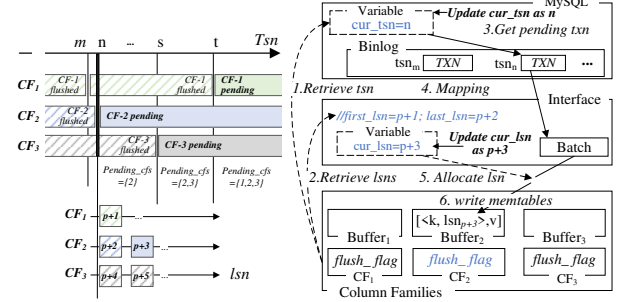 m n ... s t Tsn
CF1
CF-1
flushed
CF-1
flushed
CF-1
pending
CF2
CF-2
flushed
CF-2 pending
CF3
CF-3
flushed
CF-3 pending
Pending_cfs
={2}
Pending_cfs
={2,3}
Pending_cfs
={1,2,3}
CF1 p+1 ...
CF2 p+2 p+3 ...
CF3 p+4 p+5 ... lsn
MySQL
Variable
cur_tsn=n
Update cur_tsn as n
3.Get pending txn
Binlog
tsnm TXN tsnn TXN ...
1.Retrieve tsn
4. Mapping
Interface
//first_lsn=p+1; last_lsn=p+2
Variable
cur_lsn=p+3
Update cur_lsn
as p+3
Batch
2.Retrieve lsns
5. Allocate lsn
6. write memtables
[<k, lsnp+3>,v]
Buffer1 Buffer2 Buffer3
flush_flag flush_flag flush_flag
CF1 CF2 CF3
Column Families